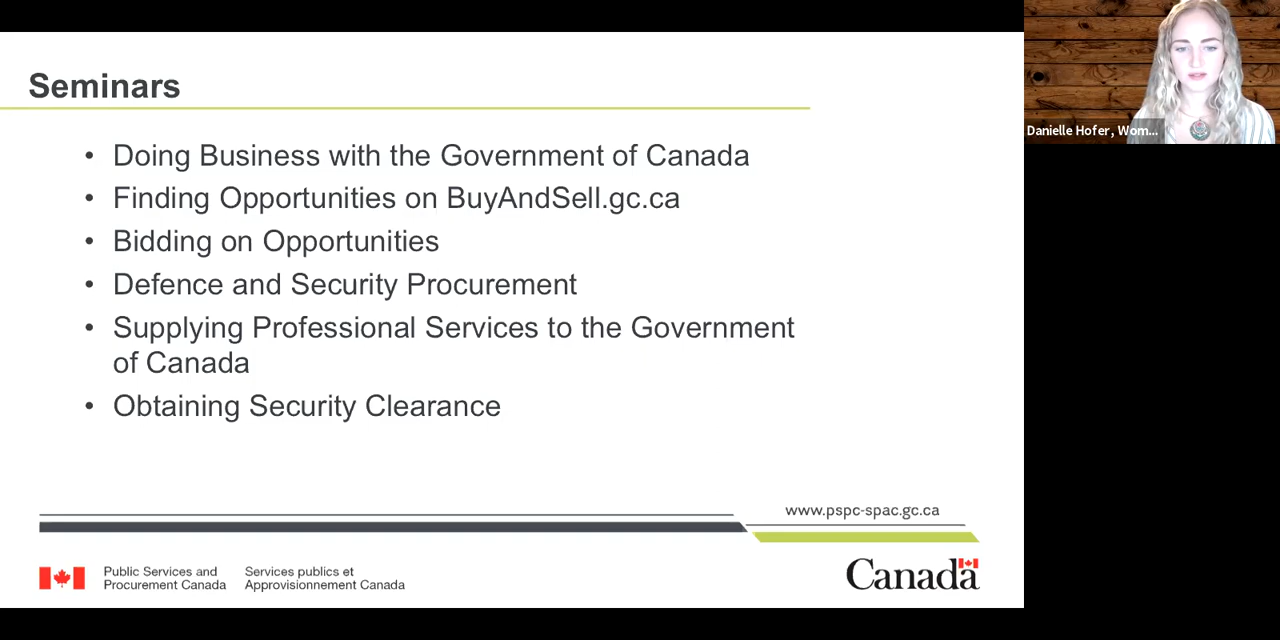 Seminars
• Doing Business with the Government of Canada
• Finding Opportunities on BuyAndSell.gc.ca
• Bidding on Opportunities
• Defence and Security Procurement
• Supplying Professional Services to the Government
of Canada
• Obtaining Security Clearance
www.pspc-spac.gc.ca
Public Services and
Procurement Canada
Services publics et
Approvisionnement Canada
Canada
Danielle Hofer, Wom...